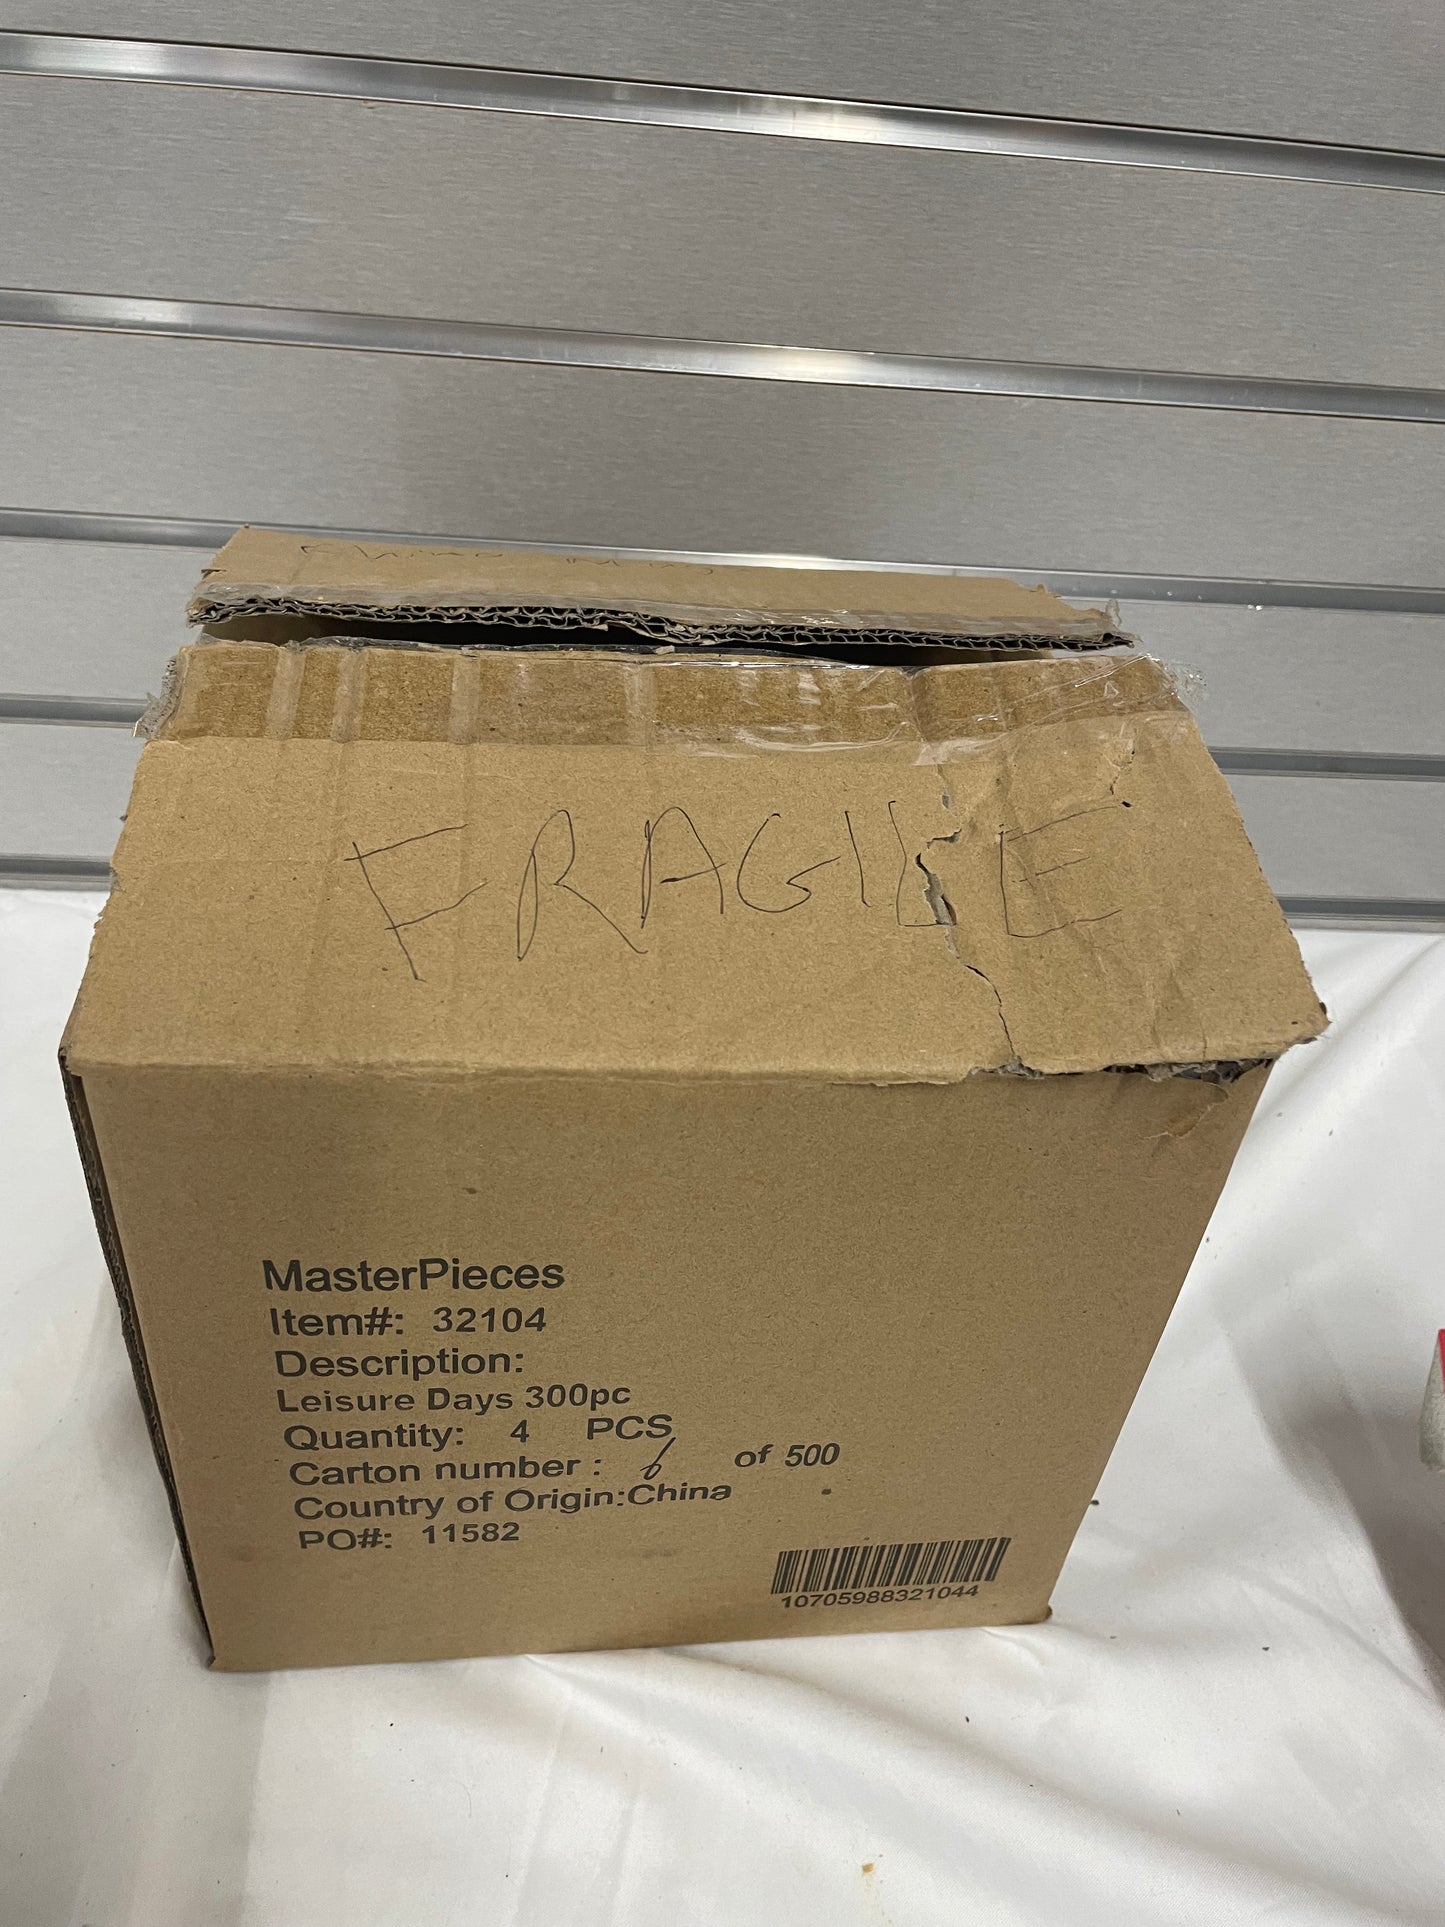 FRAGILE
MasterPieces
Item#: 32104
Description:
Leisure Days 300pc
Quantity: 4 PCS
Carton number : 6 of 500
Country of Origin:China
PO#: 11582
10705988321044